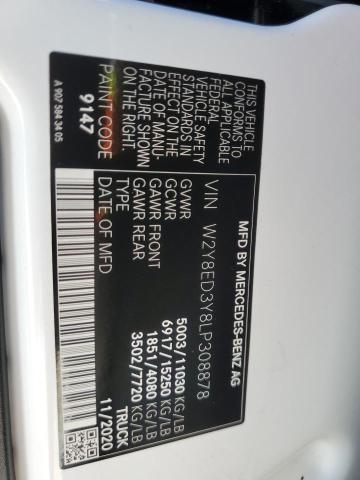 MFD BY MERCEDES-BENZ AG
VIN W2Y8ED3Y8LP308878
GVWR 5003/11030 KG/LB
GCWR 6917/15250 KG/LB
GAWR FRONT 1851/4080 KG/LB
GAWR REAR 3502/7720 KG/LB
TYPE TRUCK
DATE OF MFD 11/2020
THIS VEHICLE
CONFORMS TO
ALL APPLICABLE
FEDERAL
VEHICLE SAFETY
STANDARDS IN
EFFECT ON THE
DATE OF MANU-
FACTURE SHOWN
PAINT CODE
9147
A 907 584 34 05